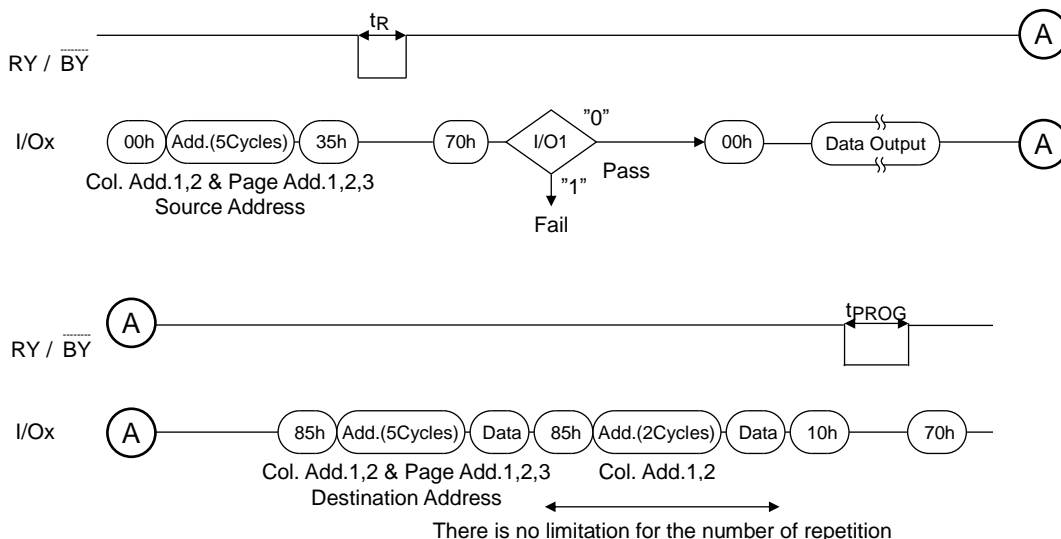 tR
A
RY / BY
I/Ox
00h Add.(5Cycles) 35h 70h I/O1 "0" 00h Data Output A
Pass
"1"
Col. Add.1,2 & Page Add.1,2,3
Source Address
Fail
A
tPROG
RY / BY
I/Ox
A 85h Add.(5Cycles) Data 85h Add.(2Cycles) Data 10h 70h
Col. Add.1,2 & Page Add.1,2,3 Col. Add.1,2
Destination Address
There is no limitation for the number of repetition